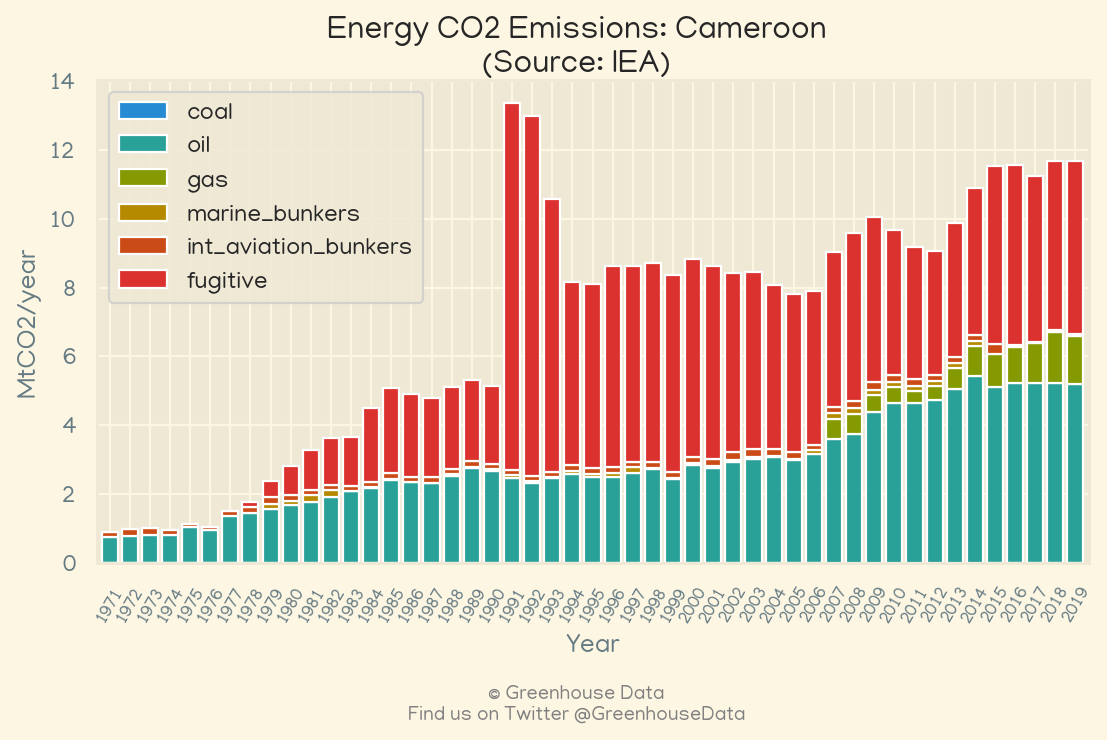 Energy CO2 Emissions: Cameroon
(Source: IEA)
14
12
10
8
6
4
2
0
MtCO2/year
coal
oil
gas
marine_bunkers
int_aviation_bunkers
fugitive
1971 1972 1973 1974 1975 1976 1977 1978 1979 1980 1981 1982 1983 1984 1985 1986 1987 1988 1989 1990 1991 1992 1993 1994 1995 1996 1997 1998 1999 2000 2001 2002 2003 2004 2005 2006 2007 2008 2009 2010 2011 2012 2013 2014 2015 2016 2017 2018 2019
Year
© Greenhouse Data
Find us on Twitter @GreenhouseData